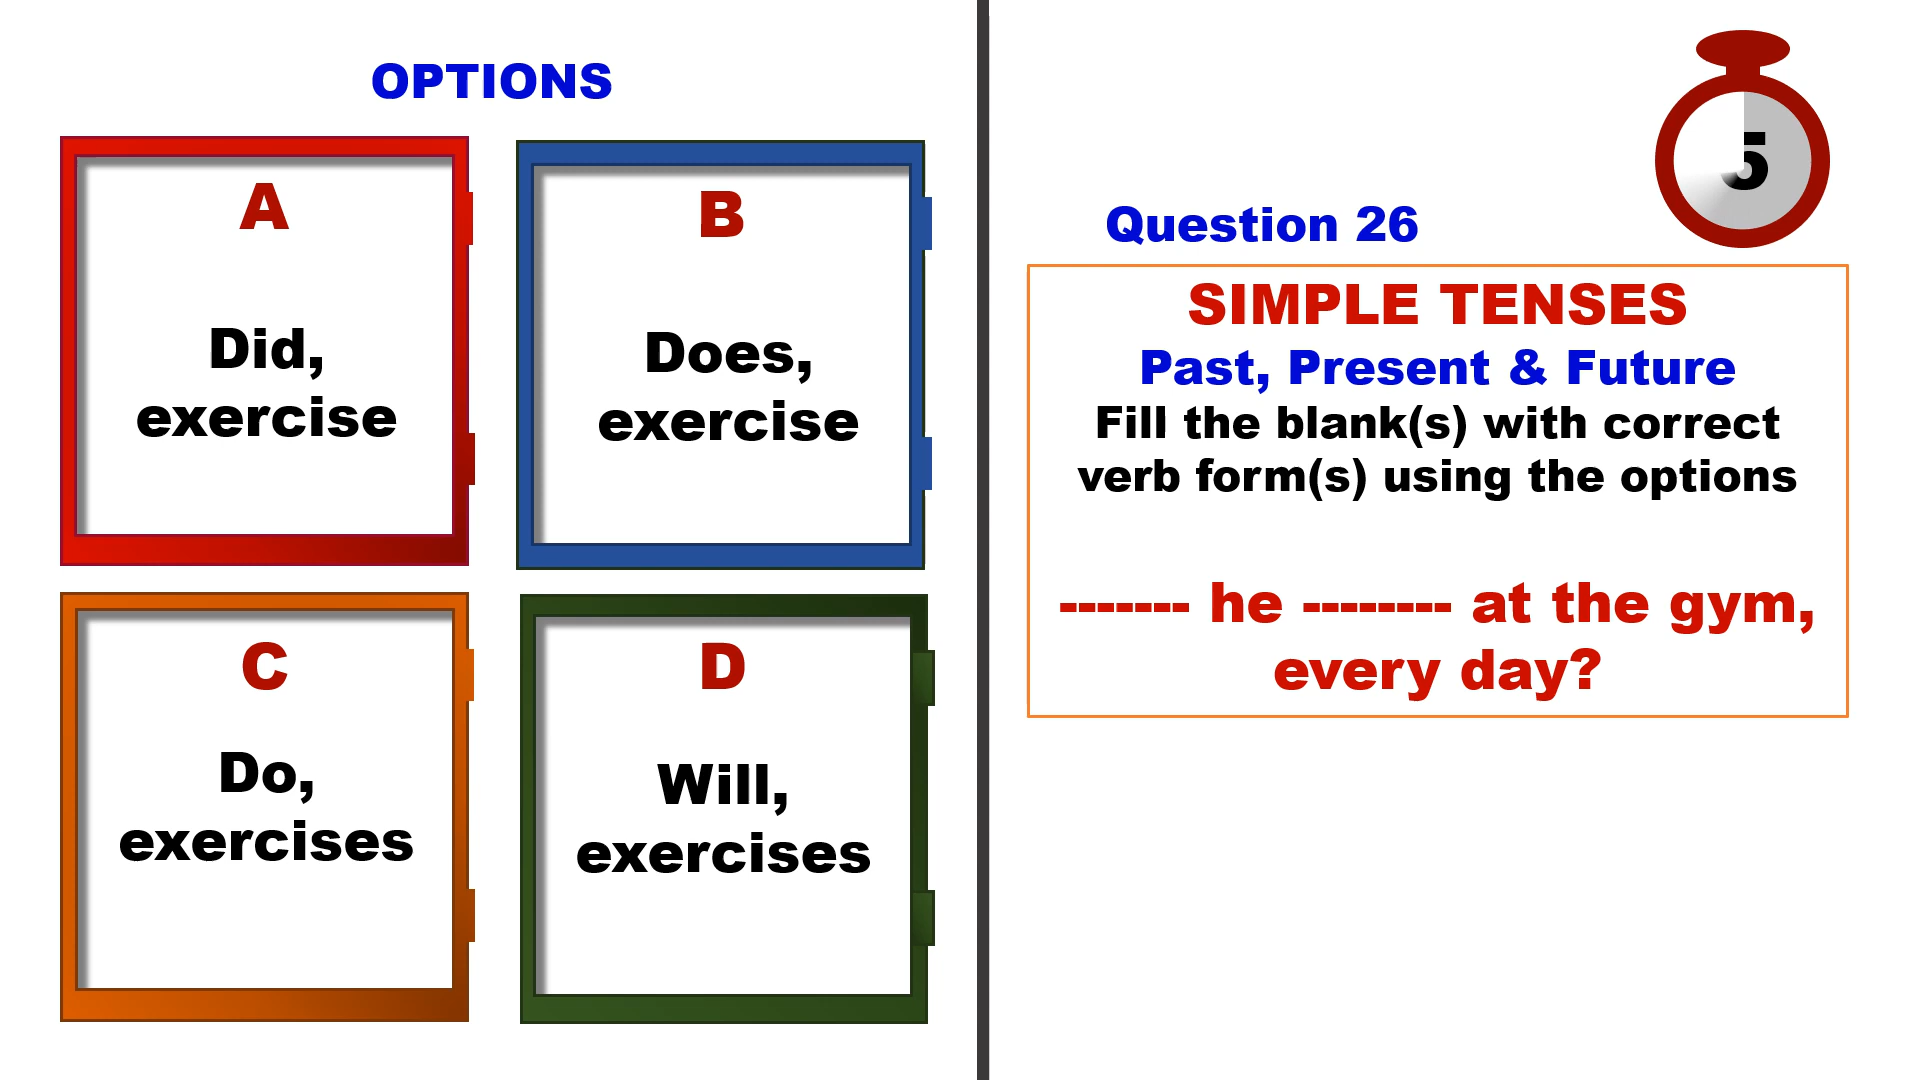 OPTIONS
A
Did,
exercise
B
Does,
exercise
C
Do,
exercises
D
Will,
exercises
5
Question 26
SIMPLE TENSES
Past, Present & Future
Fill the blank(s) with correct
verb form(s) using the options
------- he -------- at the gym,
every day?